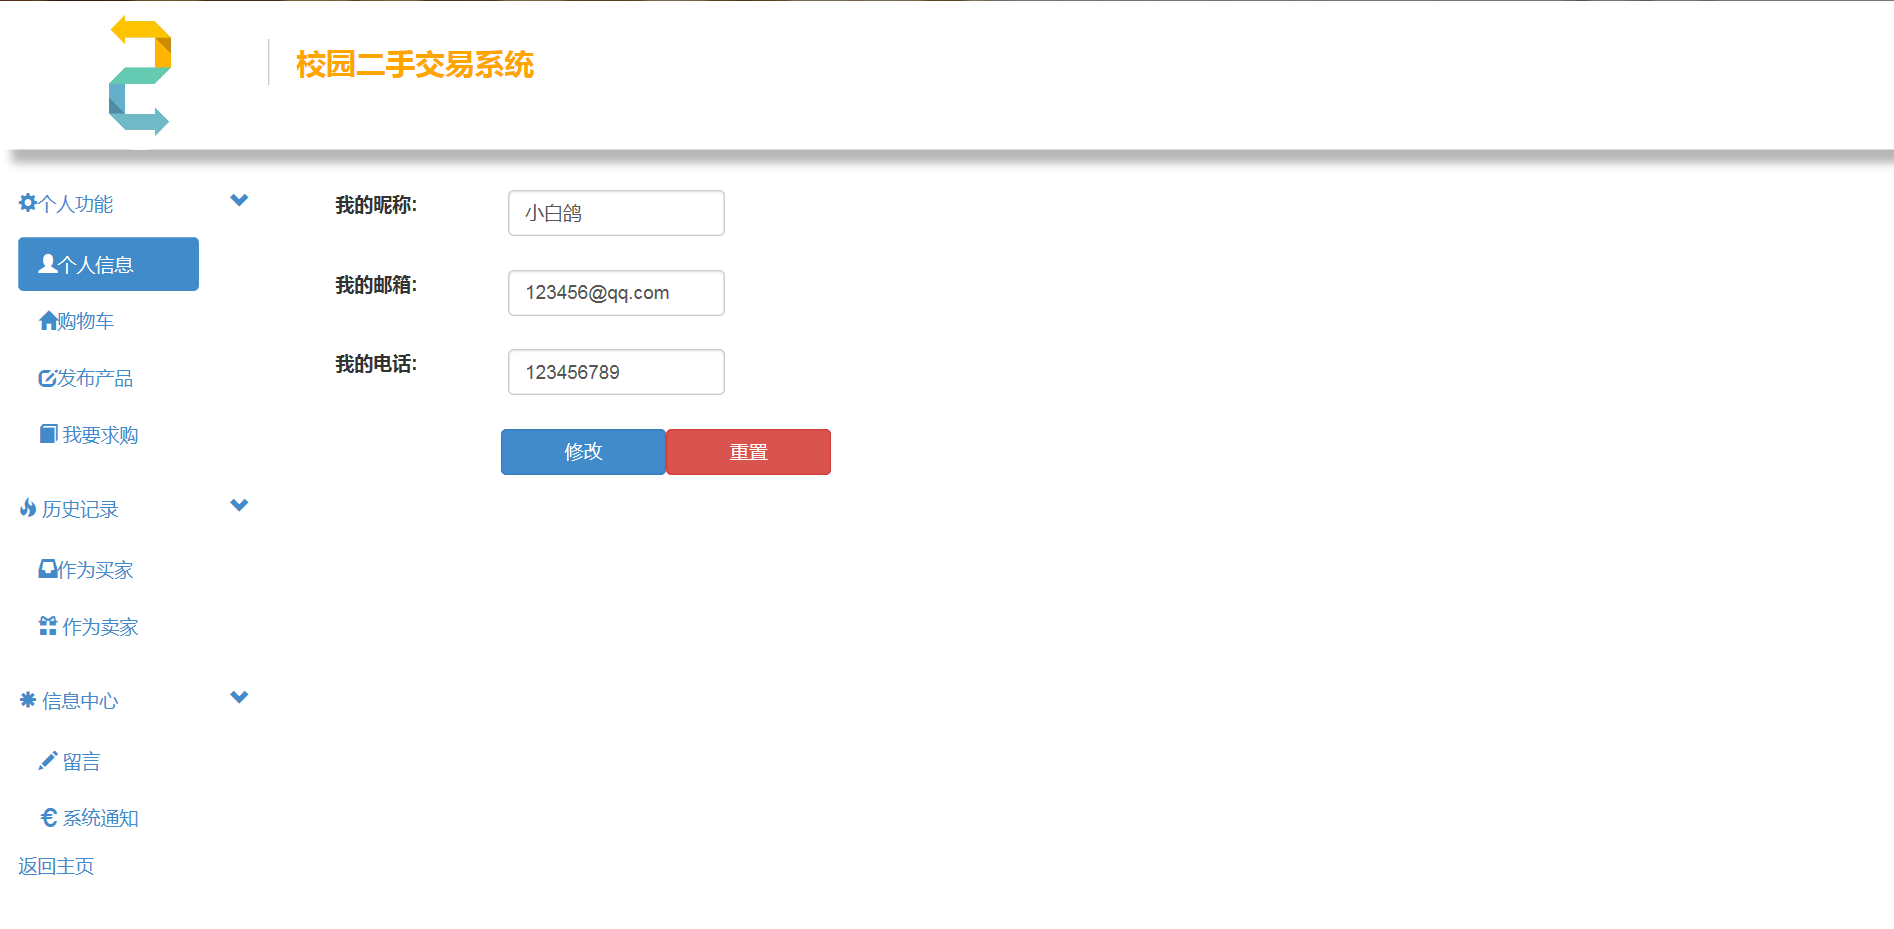 校园二手交易系统
个人功能
个人信息
购物车
发布产品
我要求购
历史记录
作为买家
作为卖家
信息中心
留言
系统通知
返回主页
我的昵称:
小白鸽
我的邮箱:
123456@qq.com
我的电话:
123456789
修改
重置